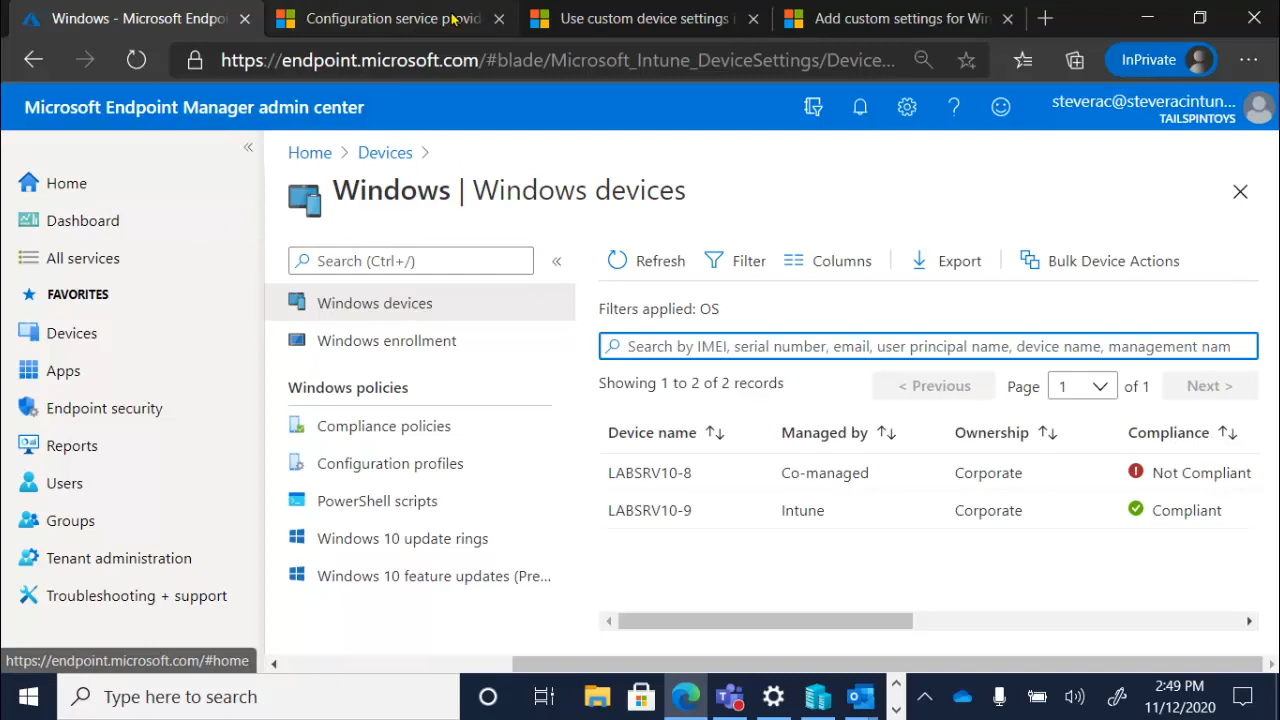 Windows - Microsoft Endpoi
Configuration service provid
Use custom device settings
Add custom settings for Win
https://endpoint.microsoft.com/#blade/Microsoft_Intune_DeviceSettings/Device...
InPrivate
Microsoft Endpoint Manager admin center
steverac@steveracintun...
TAILSPINTOYS
Home
Dashboard
All services
FAVORITES
Devices
Apps
Endpoint security
Reports
Users
Groups
Tenant administration
Troubleshooting + support
https://endpoint.microsoft.com/#home
Home > Devices >
Windows | Windows devices
Search (Ctrl+/)
Windows devices
Windows enrollment
Windows policies
Compliance policies
Configuration profiles
PowerShell scripts
Windows 10 update rings
Windows 10 feature updates (Pre...
Refresh Filter Columns Export Bulk Device Actions
Filters applied: OS
Search by IMEI, serial number, email, user principal name, device name, management nam
Showing 1 to 2 of 2 records < Previous Page 1 of 1 Next >
Device name Managed by Ownership Compliance
LABSRV10-8 Co-managed Corporate Not Compliant
LABSRV10-9 Intune Corporate Compliant
Type here to search
2:49 PM
11/12/2020